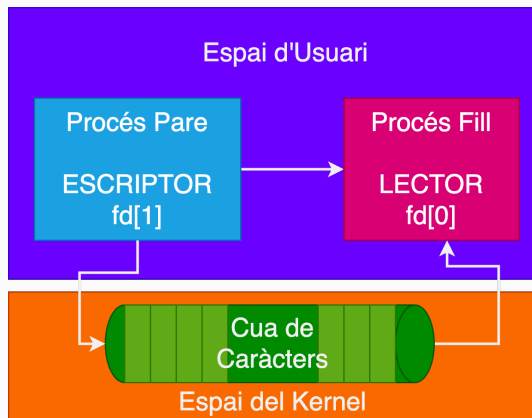 Espai d'Usuari
Procés Pare
ESCRIPTOR
fd[1]
Procés Fill
LECTOR
fd[0]
Cua de
Caràcters
Espai del Kernel